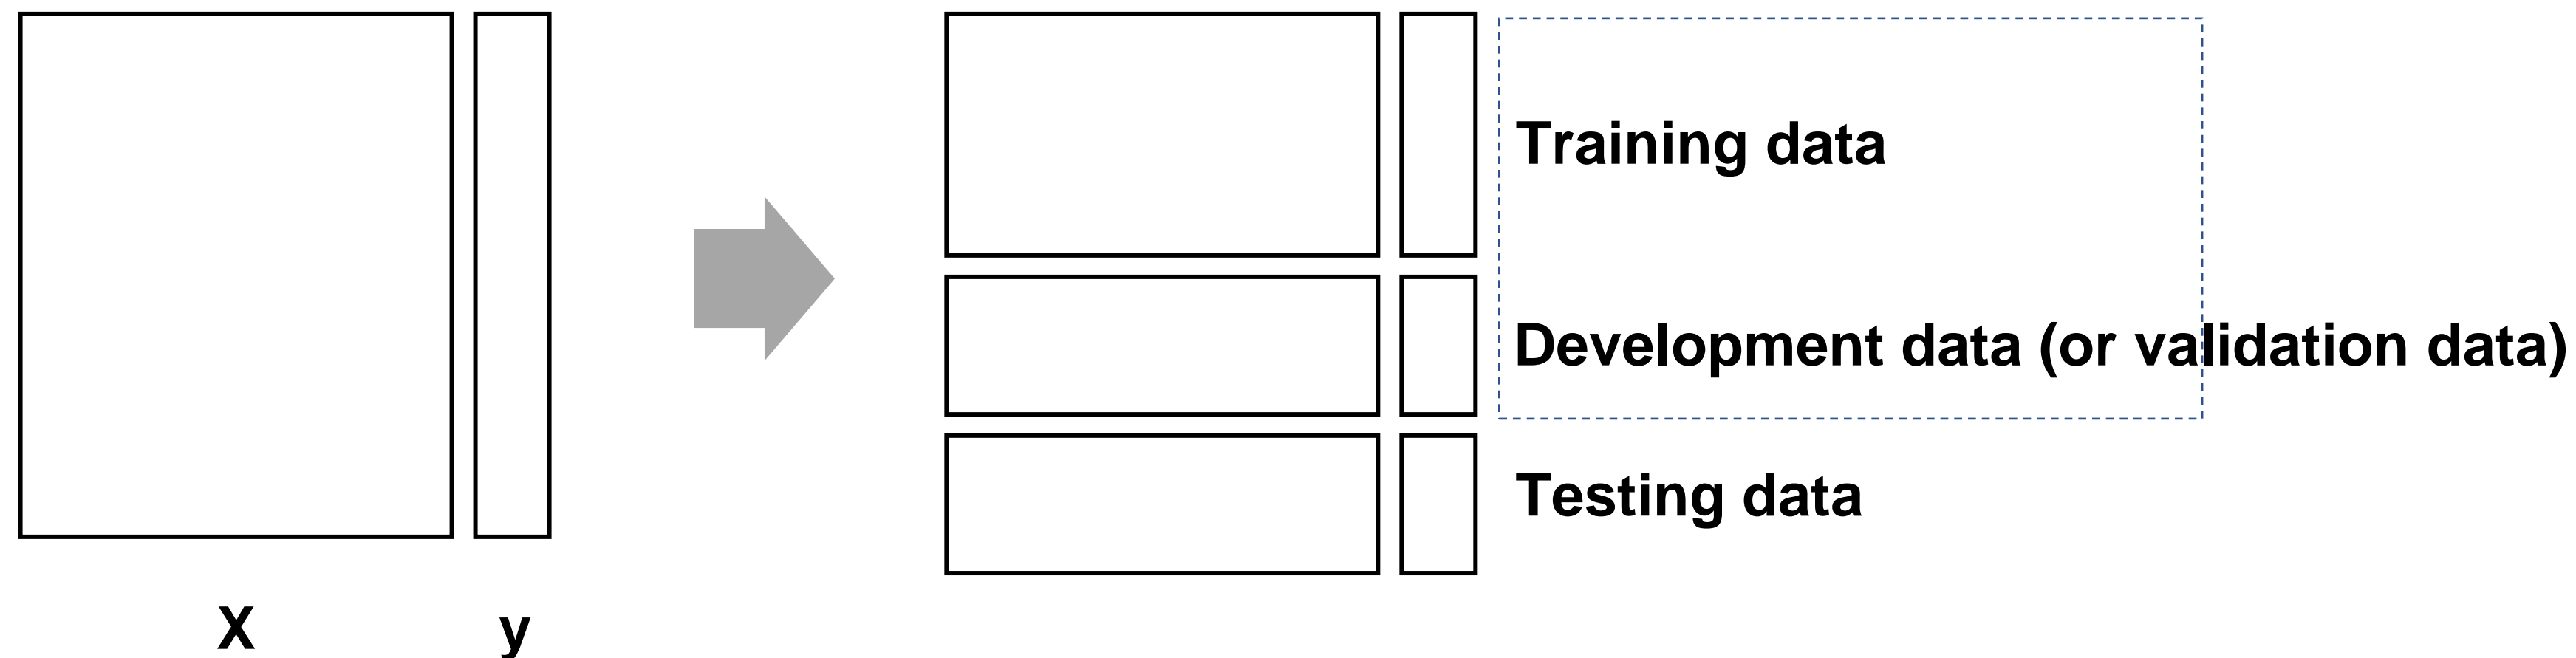 Training data
Development data (or validation data)
Testing data
X
y